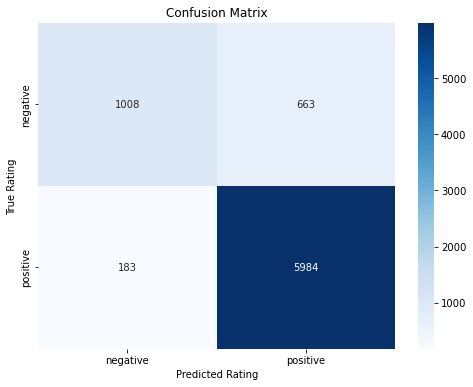 Confusion Matrix
negative
1008
663
5000
4000
3000
True Rating
positive
183
5984
2000
1000
negative
positive
Predicted Rating